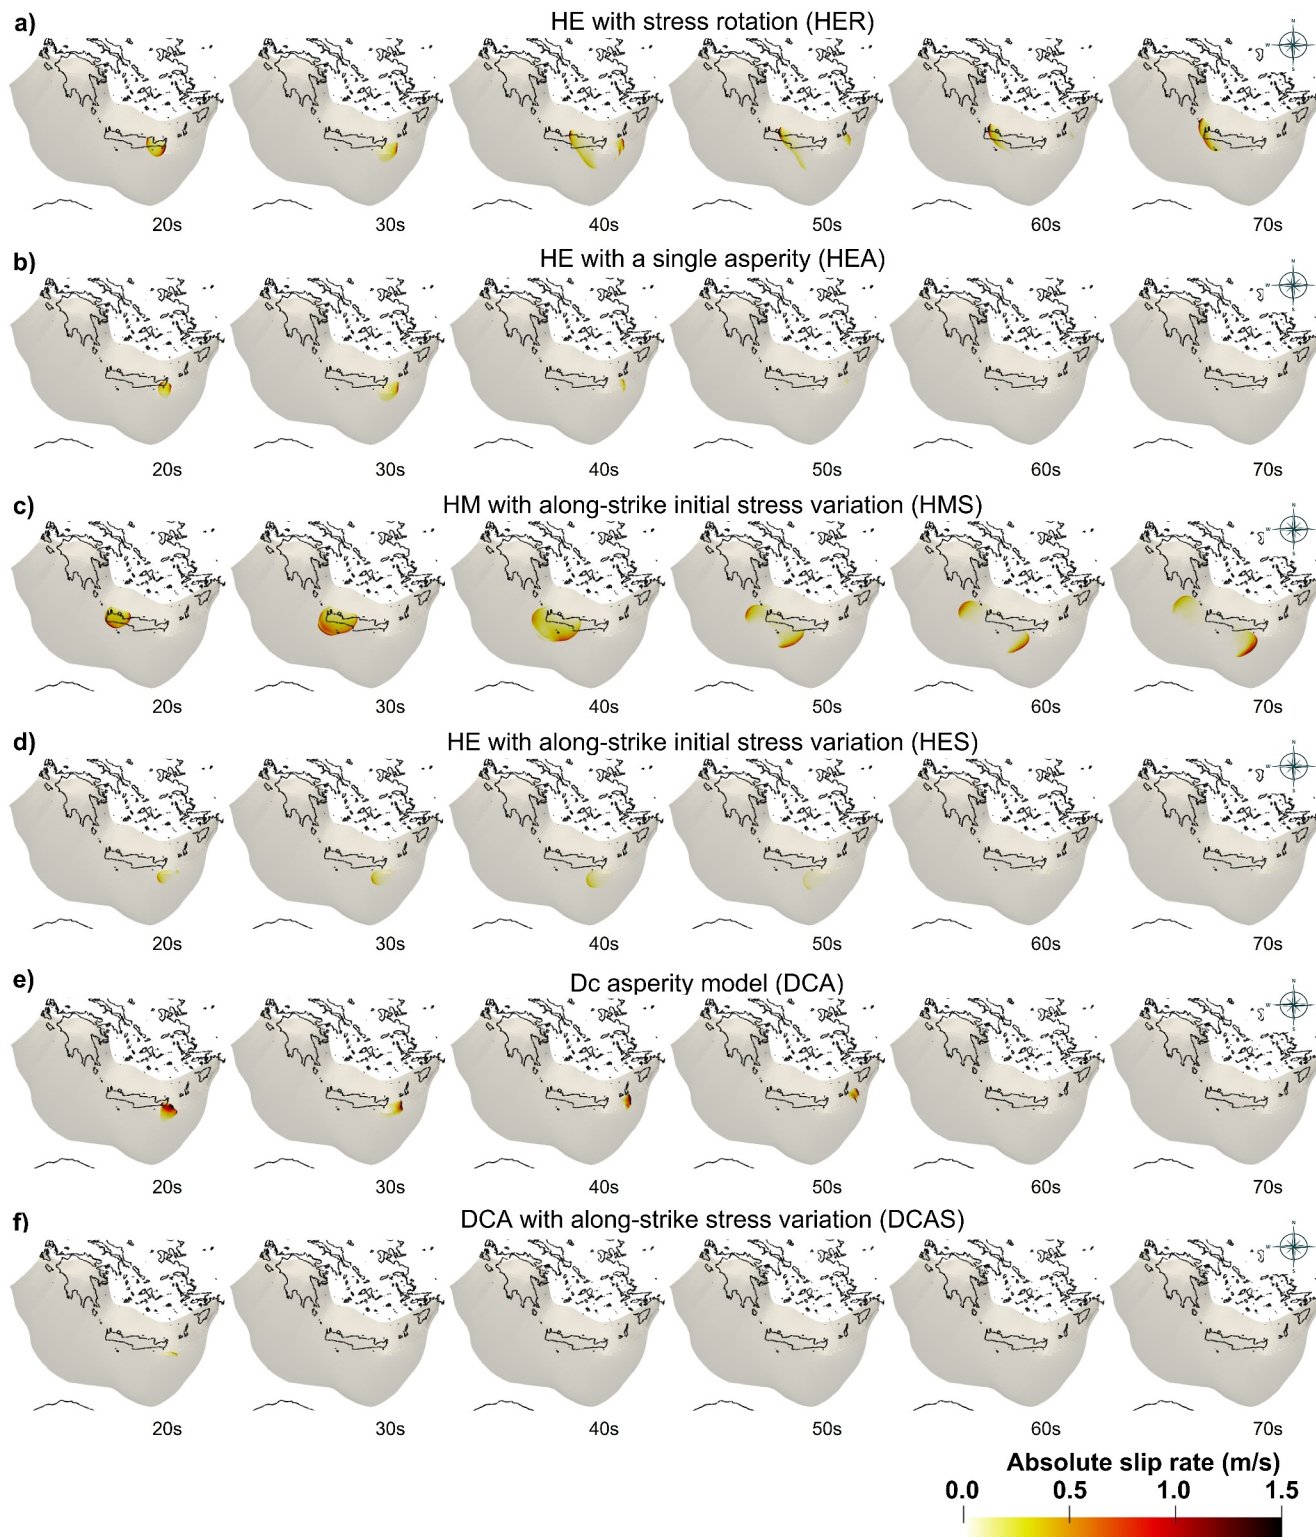 a) HE with stress rotation (HER)
N
W
S
20s 30s 40s 50s 60s 70s
b) HE with a single asperity (HEA)
N
W
S
20s 30s 40s 50s 60s 70s
c) HM with along-strike initial stress variation (HMS)
N
W
S
20s 30s 40s 50s 60s 70s
d) HE with along-strike initial stress variation (HES)
N
W
S
20s 30s 40s 50s 60s 70s
e) Dc asperity model (DCA)
N
W
S
20s 30s 40s 50s 60s 70s
f) DCA with along-strike stress variation (DCAS)
N
W
S
20s 30s 40s 50s 60s 70s
Absolute slip rate (m/s)
0.0 0.5 1.0 1.5